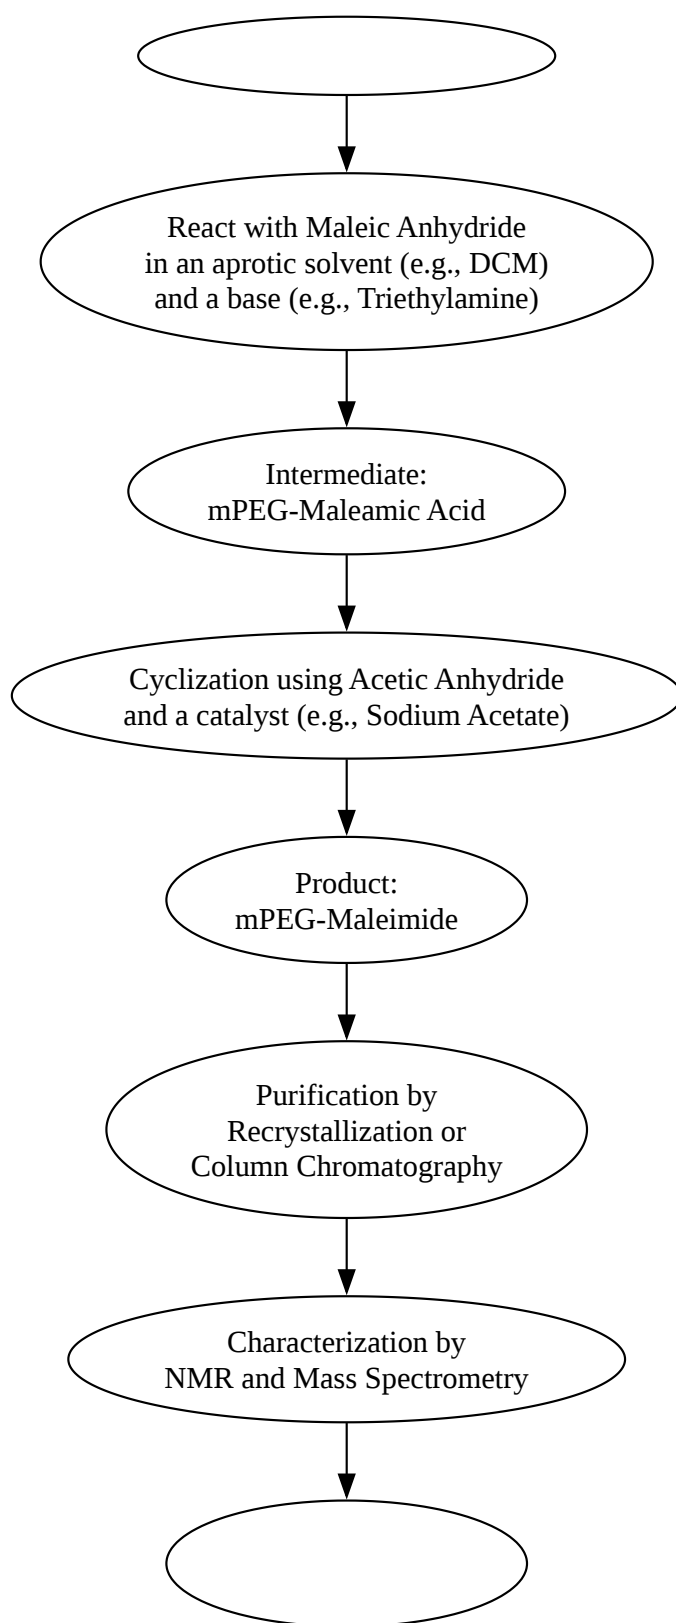 React with Maleic Anhydride
in an aprotic solvent (e.g., DCM)
and a base (e.g., Triethylamine)
Intermediate:
mPEG-Maleamic Acid
Cyclization using Acetic Anhydride
and a catalyst (e.g., Sodium Acetate)
Product:
mPEG-Maleimide
Purification by
Recrystallization or
Column Chromatography
Characterization by
NMR and Mass Spectrometry